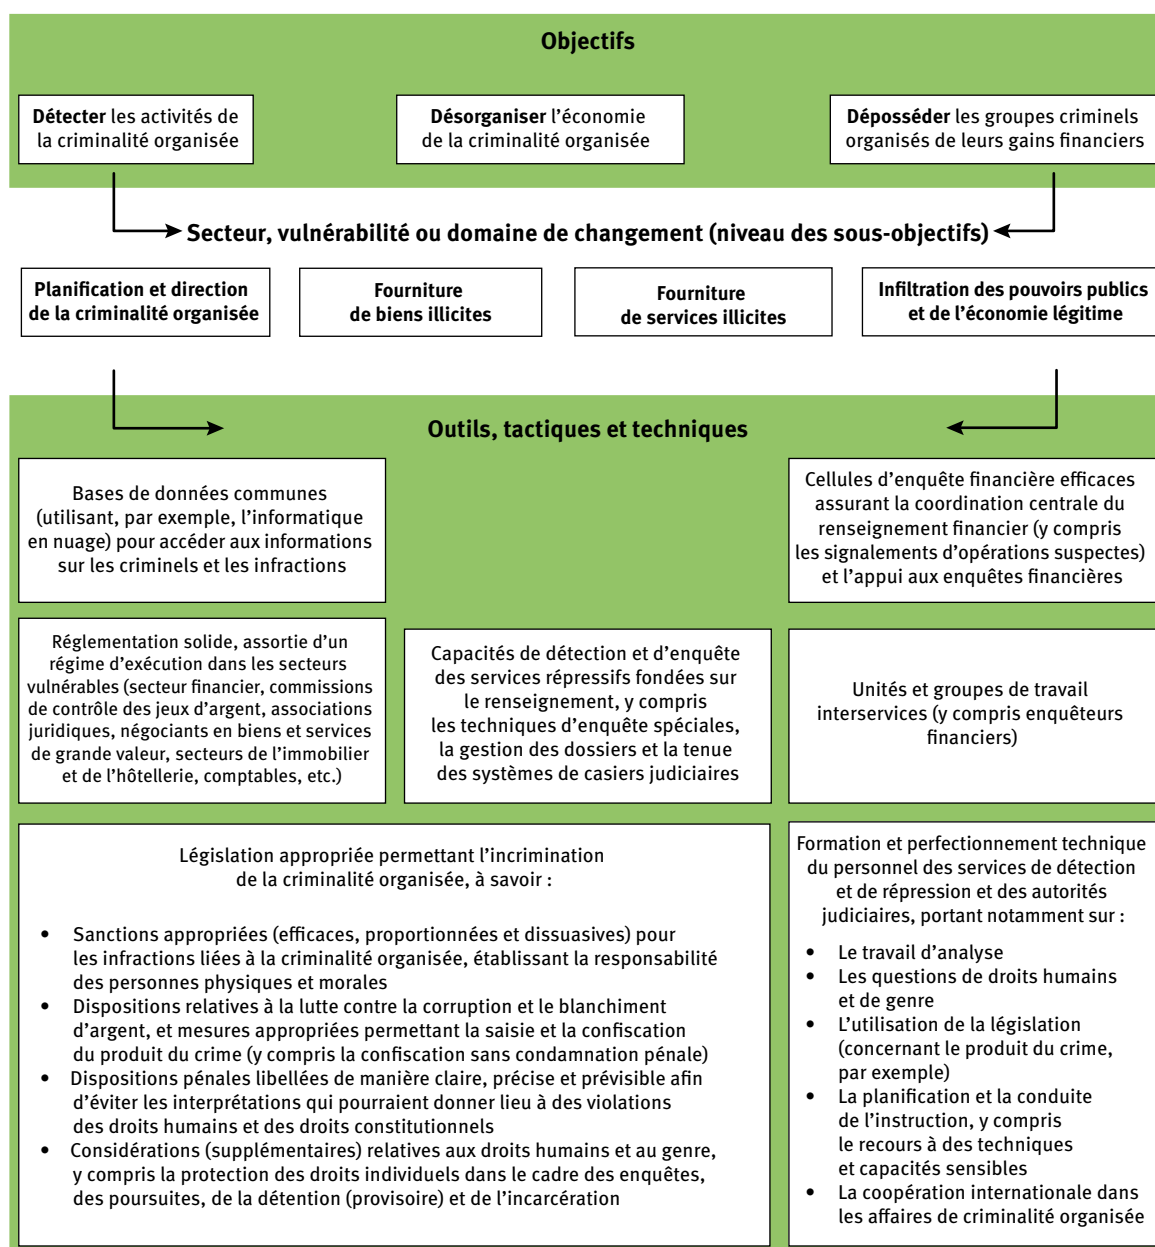 Objectifs
Détecter les activités de
la criminalité organisée
Désorganiser l'économie
de la criminalité organisée
Déposséder les groupes criminels
organisés de leurs gains financiers
Secteur, vulnérabilité ou domaine de changement (niveau des sous-objectifs)
Planification et direction
de la criminalité organisée
Fourniture
de biens illicites
Fourniture
de services illicites
Infiltration des pouvoirs publics
et de l'économie légitime
Outils, tactiques et techniques
Bases de données communes
(utilisant, par exemple, l'informatique
en nuage) pour accéder aux informations
sur les criminels et les infractions
Cellules d'enquête financière efficaces
assurant la coordination centrale du
renseignement financier (y compris
les signalements d'opérations suspectes)
et l'appui aux enquêtes financières
Réglementation solide, assortie d'un
régime d'exécution dans les secteurs
vulnérables (secteur financier, commissions
de contrôle des jeux d'argent, associations
juridiques, négociants en biens et services
de grande valeur, secteurs de l'immobilier
et de l'hôtellerie, comptables, etc.)
Capacités de détection et d'enquête
des services répressifs fondées sur
le renseignement, y compris
les techniques d'enquête spéciales,
la gestion des dossiers et la tenue
des systèmes de casiers judiciaires
Unités et groupes de travail
interservices (y compris enquêteurs
financiers)
Législation appropriée permettant l'incrimination
de la criminalité organisée, à savoir :
• Sanctions appropriées (efficaces, proportionnées et dissuasives) pour
les infractions liées à la criminalité organisée, établissant la responsabilité
des personnes physiques et morales
• Dispositions relatives à la lutte contre la corruption et le blanchiment
d'argent, et mesures appropriées permettant la saisie et la confiscation
du produit du crime (y compris la confiscation sans condamnation pénale)
• Dispositions pénales libellées de manière claire, précise et prévisible afin
d'éviter les interprétations qui pourraient donner lieu à des violations
des droits humains et des droits constitutionnels
• Considérations (supplémentaires) relatives aux droits humains et au genre,
y compris la protection des droits individuels dans le cadre des enquêtes,
des poursuites, de la détention (provisoire) et de l'incarcération
Formation et perfectionnement technique
du personnel des services de détection
et de répression et des autorités
judiciaires, portant notamment sur :
• Le travail d'analyse
• Les questions de droits humains
et de genre
• L'utilisation de la législation
(concernant le produit du crime,
par exemple)
• La planification et la conduite
de l'instruction, y compris
le recours à des techniques
et capacités sensibles
• La coopération internationale dans
les affaires de criminalité organisée